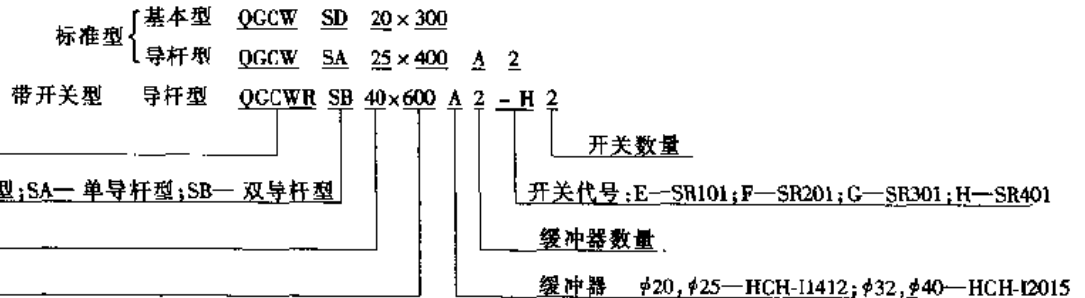 标准型 基本型 QGCW SD 20×300
导杆型 QGCW SA 25×400 A 2
带开关型 导杆型 QGCWR SB 40×600 A 2 - H 2
开关数量
型;SA— 单导杆型;SB— 双导杆型
开关代号:E—SR101;F—SR201;G—SR301;H—SR401
缓冲器数量
缓冲器 ϕ20,ϕ25—HCH-I1412;ϕ32,ϕ40—HCH-I2015